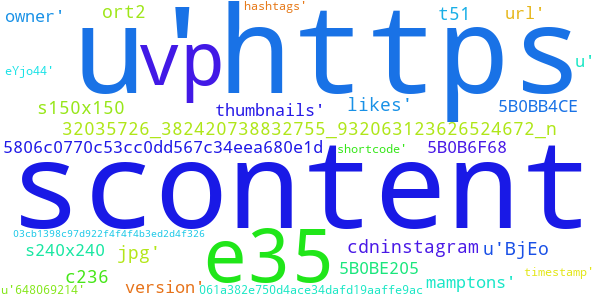 owner' ort2 hashtags' t51 url'
u'https
eYjo44' vp u'
s150x150 thumbnails' likes' 5B0BB4CE
32035726_382420738832755_932063123626524672_n
5806c0770c53cc0dd567c34eea680e1d shortcode' 5B0B6F68
scontent
03cb1398c97d922f4f4f4b3ed2d4f326
s240x240 jpg' e35 cdninstagram u'BjEo
c236 5B0BE205 timestamp'
u'648069214' version' 061a382e750d4ace34dafd19aaffe9ac mamptons'